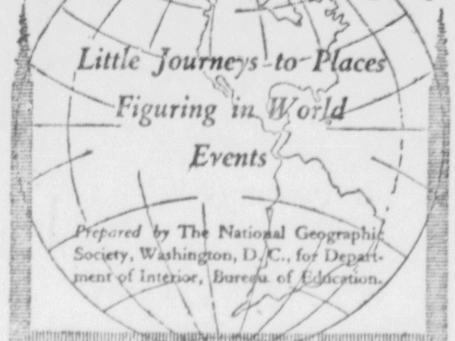 Little Journeys to Places
Figuring in World
Events
Prepared by The National Geographic
Society, Washington, D. C., for Depart-
ment of Interior, Bureau of Education.